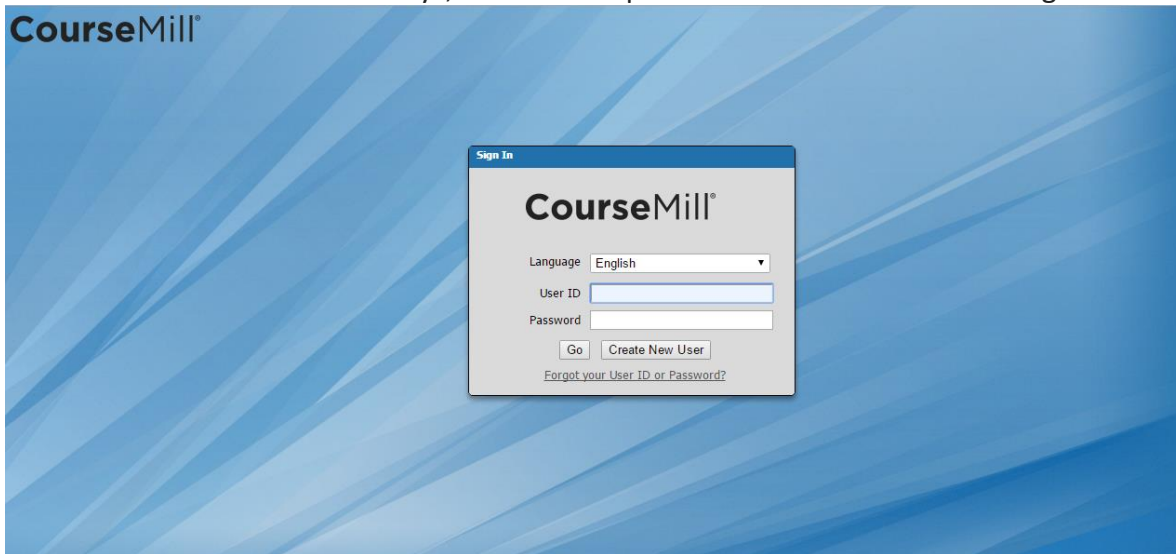 CourseMill®
Sign In
CourseMill®
Language English
User ID
Password
Go Create New User
Forgot your User ID or Password?